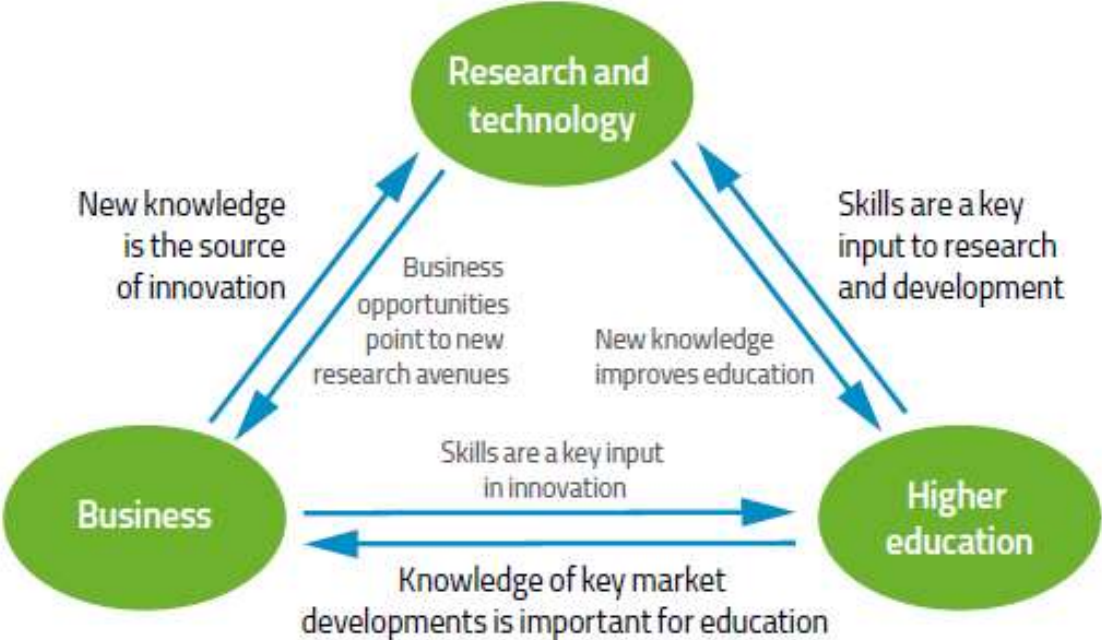 Research and
technology
New knowledge
is the source
of innovation
Skills are a key
input to research
and development
Business
opportunities
point to new
research avenues
New knowledge
improves education
Skills are a key input
in innovation
Business
Higher
education
Knowledge of key market
developments is important for education